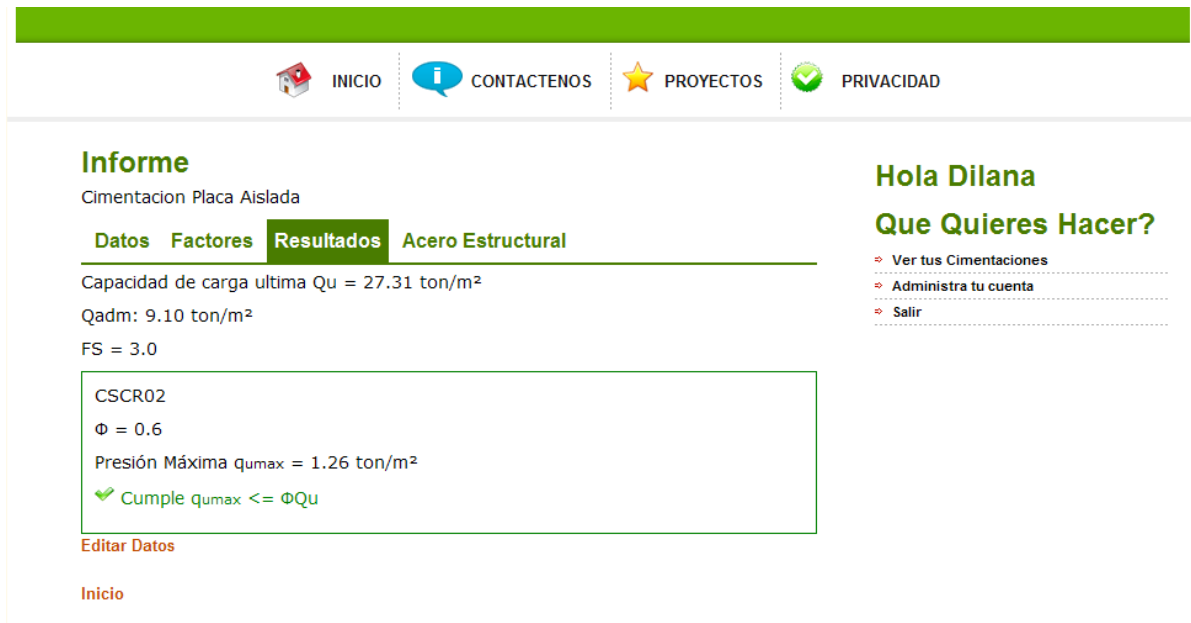 INICIO CONTACTENOS PROYECTOS PRIVACIDAD
Informe
Cimentacion Placa Aislada
Datos Factores Resultados Acero Estructural
Capacidad de carga ultima Qu = 27.31 ton/m²
Qadm: 9.10 ton/m²
FS = 3.0
CSCR02
Φ = 0.6
Presión Máxima qumax = 1.26 ton/m²
Cumple qumax <= ΦQu
Editar Datos
Inicio
Hola Dilana
Que Quieres Hacer?
Ver tus Cimentaciones
Administra tu cuenta
Salir